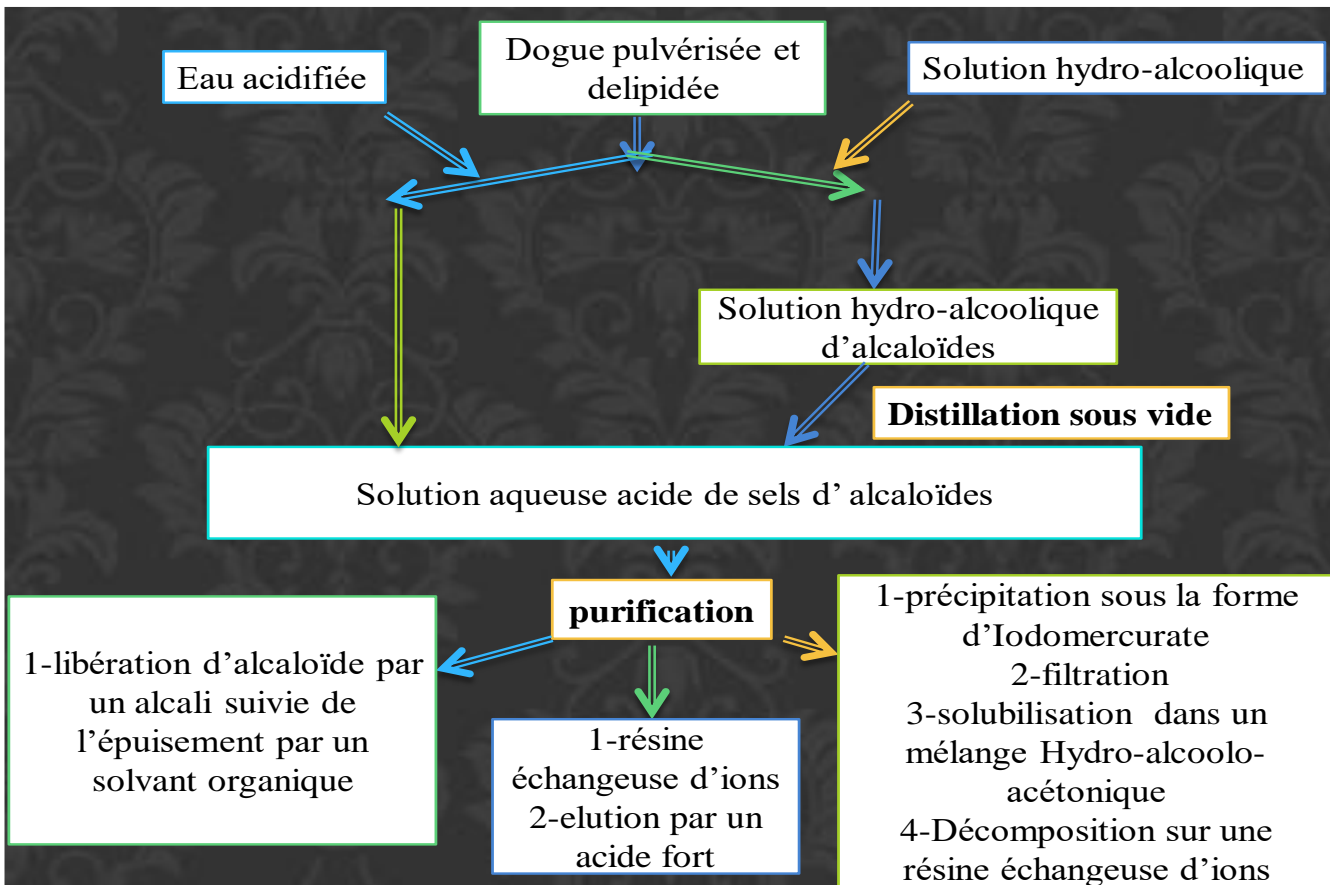 Eau acidifiée
Dogue pulvérisée et
delipidée
Solution hydro-alcoolique
Solution hydro-alcoolique
d’alcaloïdes
Distillation sous vide
Solution aqueuse acide de sels d’ alcaloïdes
purification
1-libération d’alcaloïde par
un alcali suivie de
l’épuisement par un
solvant organique
1-résine
échangeuse d’ions
2-elution par un
acide fort
1-précipitation sous la forme
d’Iodomercurate
2-filtration
3-solubilisation dans un
mélange Hydro-alcoolo-
acétonique
4-Décomposition sur une
résine échangeuse d’ions